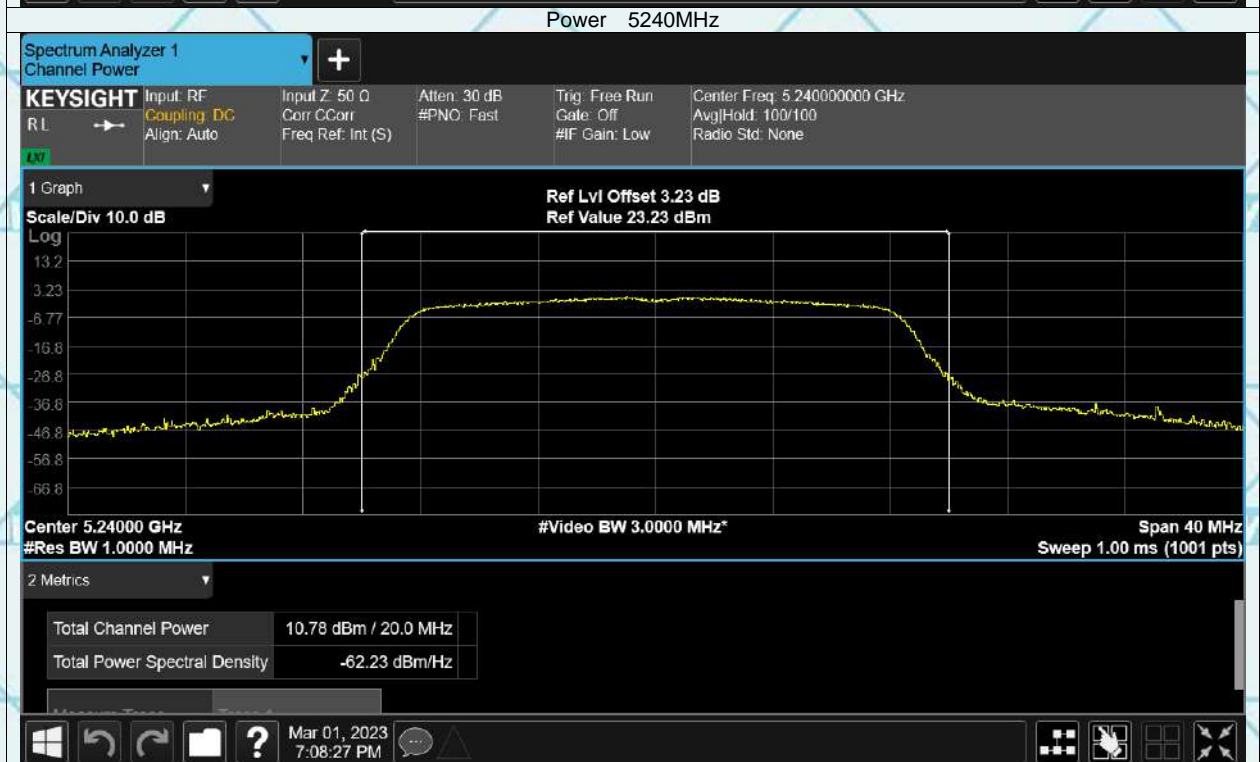 Power 5240MHz
Spectrum Analyzer 1
Channel Power
+
KEYSIGHT
RL
LXI
Input: RF
Coupling: DC
Align: Auto
Input Z: 50 Ω
Corr CCorr
Freq Ref: Int (S)
Atten: 30 dB
#PNO: Fast
Trig: Free Run
Gate: Off
#IF Gain: Low
Center Freq: 5.240000000 GHz
Avg|Hold: 100/100
Radio Std: None
1 Graph
Scale/Div 10.0 dB
Ref Lvl Offset 3.23 dB
Ref Value 23.23 dBm
Log
13.2
3.23
-6.77
-16.8
-26.8
-36.8
-46.8
-56.8
-66.8
Center 5.24000 GHz
#Res BW 1.0000 MHz
#Video BW 3.0000 MHz*
Span 40 MHz
Sweep 1.00 ms (1001 pts)
2 Metrics
Total Channel Power 10.78 dBm / 20.0 MHz
Total Power Spectral Density -62.23 dBm/Hz
?
Mar 01, 2023
7:08:27 PM